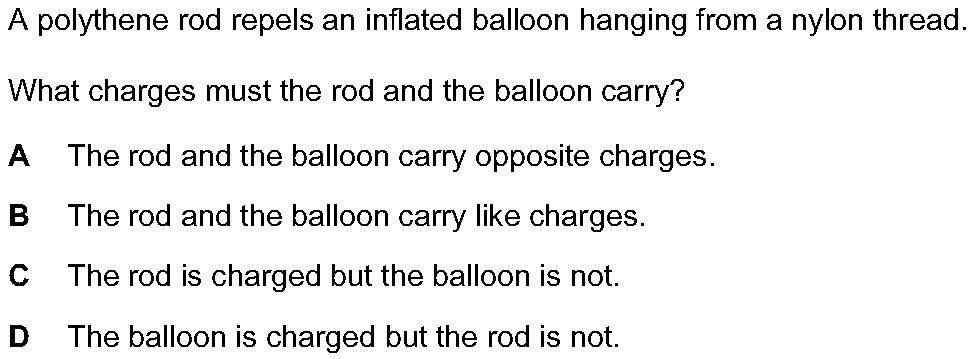 A polythene rod repels an inflated balloon hanging from a nylon thread.
What charges must the rod and the balloon carry?
A The rod and the balloon carry opposite charges.
B The rod and the balloon carry like charges.
C The rod is charged but the balloon is not.
D The balloon is charged but the rod is not.